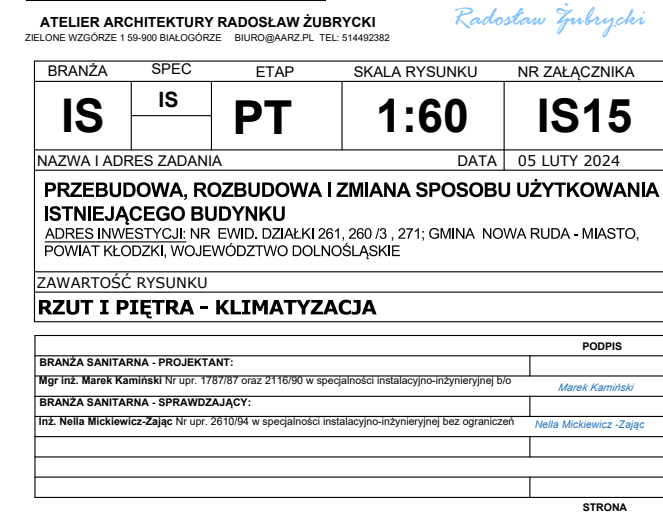 ATELIER ARCHITEKTURY RADOSŁAW ŻUBRYCKI
Radosław Żubrycki
ZIELONE WZGÓRZE 1 59-900 BIAŁOGÓRZE BIURO@AARZ.PL TEL: 514492382
BRANŻA SPEC ETAP SKALA RYSUNKU NR ZAŁĄCZNIKA
IS IS PT 1:60 IS15
NAZWA I ADRES ZADANIA DATA 05 LUTY 2024
PRZEBUDOWA, ROZBUDOWA I ZMIANA SPOSOBU UŻYTKOWANIA
ISTNIEJĄCEGO BUDYNKU
ADRES INWESTYCJI: NR EWID. DZIAŁKI 261, 260 /3 , 271; GMINA NOWA RUDA - MIASTO,
POWIAT KŁODZKI, WOJEWÓDZTWO DOLNOŚLĄSKIE
ZAWARTOŚĆ RYSUNKU
RZUT I PIĘTRA - KLIMATYZACJA
PODPIS
BRANŻA SANITARNA - PROJEKTANT:
Mgr inż. Marek Kamiński Nr upr. 1787/87 oraz 2116/90 w specjalności instalacyjno-inżynieryjnej b/o
Marek Kamiński
BRANŻA SANITARNA - SPRAWDZAJĄCY:
Inż. Nella Mickiewicz-Zając Nr upr. 2610/94 w specjalności instalacyjno-inżynieryjnej bez ograniczeń
Nella Mickiewicz -Zając
STRONA